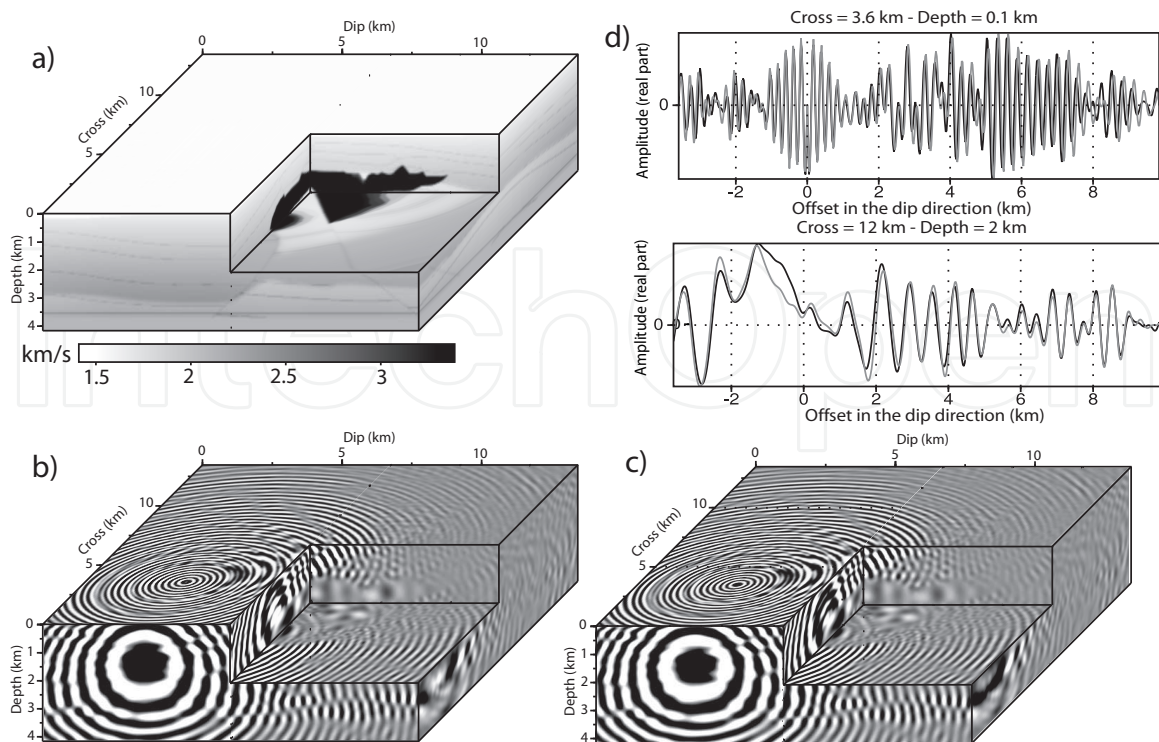 a)
Dip (km)
0 5 10
Cross (km)
10
5
0
1
2
3
4
Depth (km)
km/s
1.5 2 2.5 3
d)
Cross = 3.6 km - Depth = 0.1 km
Amplitude (real part)
0
-2 0 2 4 6 8
Offset in the dip direction (km)
Cross = 12 km - Depth = 2 km
Amplitude (real part)
0
-2 0 2 4 6 8
Offset in the dip direction (km)
b)
Dip (km)
0 5 10
Cross (km)
10
5
0
1
2
3
4
Depth (km)
c)
Dip (km)
0 5 10
Cross (km)
10
5
0
1
2
3
4
Depth (km)
intechopen